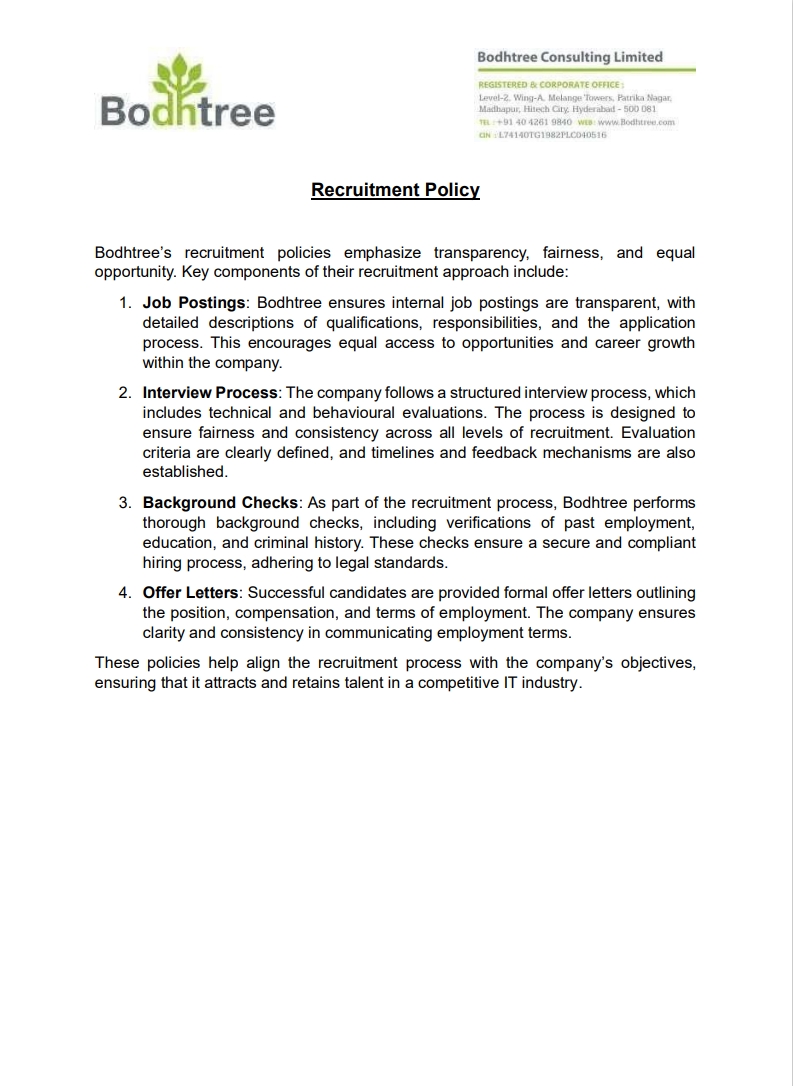 Bodhtree
Bodhtree Consulting Limited
REGISTERED & CORPORATE OFFICE :
Level-2, Wing-A, Melange Towers, Patrika Nagar,
Madhapur, Hitech City, Hyderabad - 500 081
TEL : +91 40 4261 9840 WEB: www.Bodhtree.com
CIN : L74140TG1982PLC040516
Recruitment Policy
Bodhtree’s recruitment policies emphasize transparency, fairness, and equal
opportunity. Key components of their recruitment approach include:
1. Job Postings: Bodhtree ensures internal job postings are transparent, with
detailed descriptions of qualifications, responsibilities, and the application
process. This encourages equal access to opportunities and career growth
within the company.
2. Interview Process: The company follows a structured interview process, which
includes technical and behavioural evaluations. The process is designed to
ensure fairness and consistency across all levels of recruitment. Evaluation
criteria are clearly defined, and timelines and feedback mechanisms are also
established.
3. Background Checks: As part of the recruitment process, Bodhtree performs
thorough background checks, including verifications of past employment,
education, and criminal history. These checks ensure a secure and compliant
hiring process, adhering to legal standards.
4. Offer Letters: Successful candidates are provided formal offer letters outlining
the position, compensation, and terms of employment. The company ensures
clarity and consistency in communicating employment terms.
These policies help align the recruitment process with the company’s objectives,
ensuring that it attracts and retains talent in a competitive IT industry.